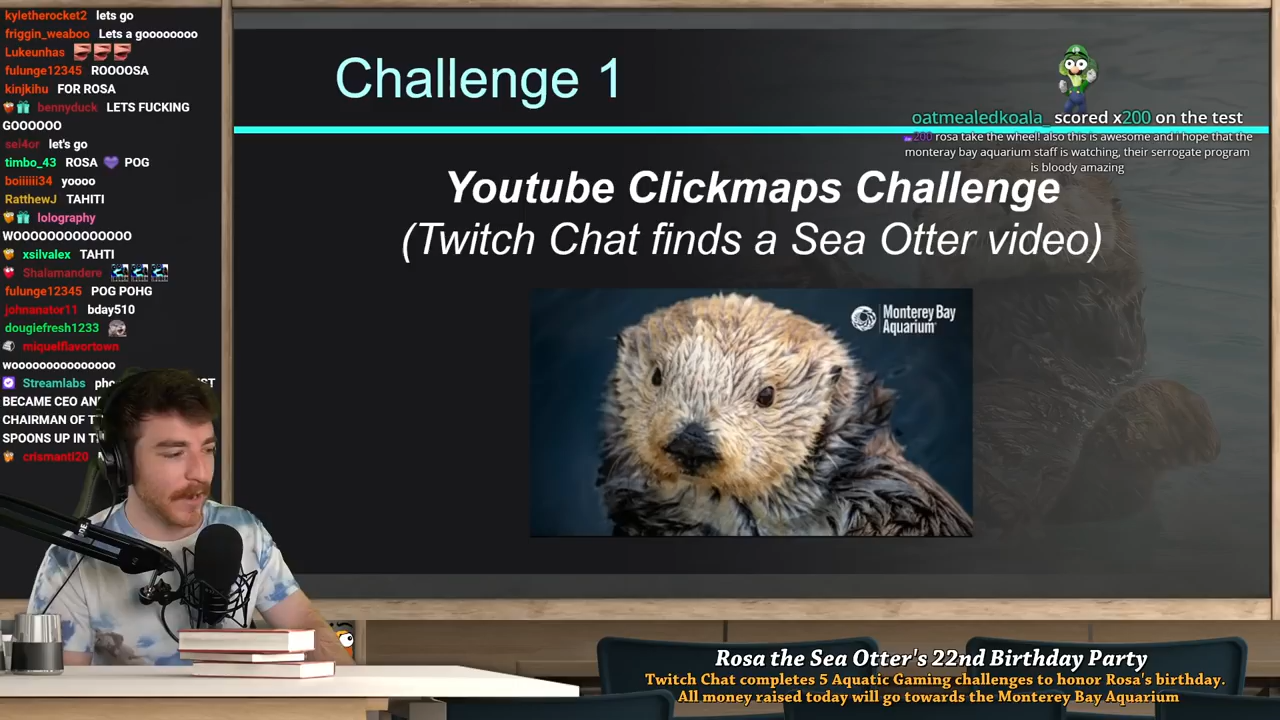 kyletherocket2 lets go
friggin_weaboo Lets a goooooooo
Lukeunhas
fulunge12345 ROOOOSA
kinjkihu FOR ROSA
bennyduck LETS FUCKING
GOOOOOO
sei4or let's go
timbo_43 ROSA 💜 POG
boiiiiii34 yoooo
RatthewJ TAHITI
lolography
WOOOOOOOOOOOOOO
xsilvalex TAHTI
Shalamandere
fulunge12345 POG POHG
johnanator11 bday510
dougiefresh1233
miquelflavortown
wooooooooooooooo
Streamlabs pho
BECAME CEO AN
CHAIRMAN OF T
SPOONS UP IN T
crismanti20
Challenge 1
oatmealedkoala_ scored x200 on the test
200 rosa take the wheel! also this is awesome and i hope that the
monteray bay aquarium staff is watching, their serrogate program
is bloody amazing
Youtube Clickmaps Challenge
(Twitch Chat finds a Sea Otter video)
Monterey Bay
Aquarium
Rosa the Sea Otter's 22nd Birthday Party
Twitch Chat completes 5 Aquatic Gaming challenges to honor Rosa's birthday.
All money raised today will go towards the Monterey Bay Aquarium